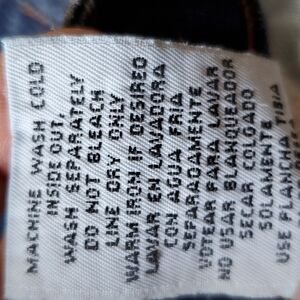 MACHINE WASH COLD
INSIDE OUT,
WASH SEPARATELY
DO NOT BLEACH
LINE DRY ONLY
WARM IRON IF DESIRED
LAVAR EN LAVADORA
CON AGUA FRIA
SEPARADAMENTE
VOTEAR PARA LAVAR
NO USAR BLANQUEADOR
SECAR COLGADO
SOLAMENTE
USE PLANCHA TIBIA